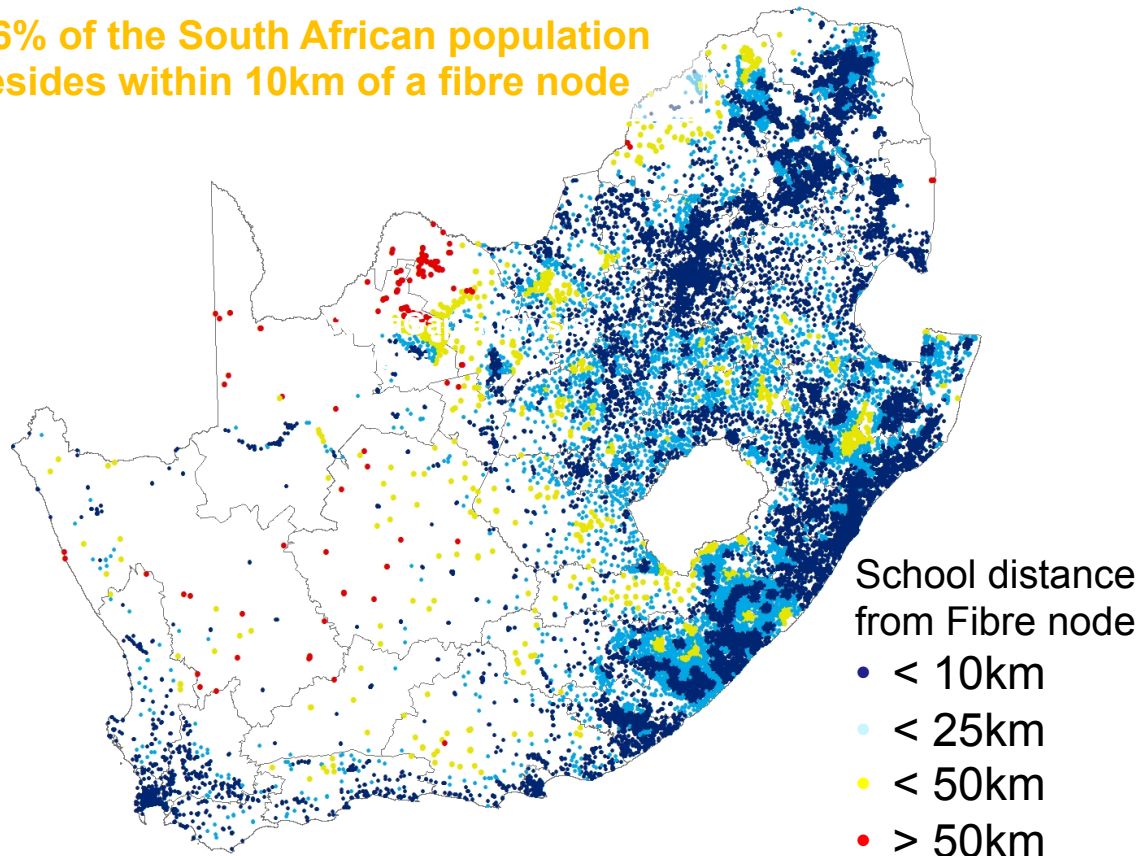 6% of the South African population
esides within 10km of a fibre node
School distance
from Fibre node
• < 10km
• < 25km
• < 50km
• > 50km